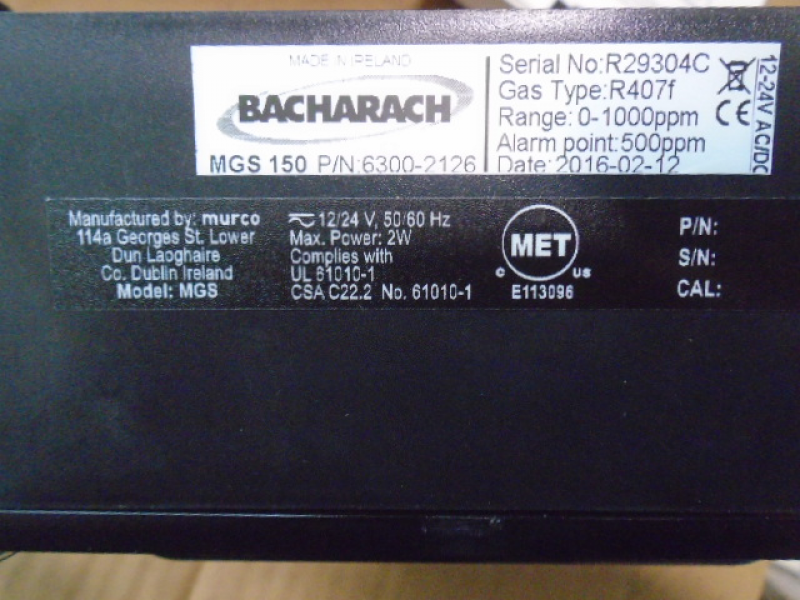 MADE IN IRELAND
BACHARACH
MGS 150 P/N:6300-2126
Serial No:R29304C
Gas Type:R407f
Range: 0-1000ppm
Alarm point:500ppm
Date:2016-02-12
CE
12-24V AC/DC
Manufactured by: murco
114a Georges St. Lower
Dun Laoghaire
Co. Dublin Ireland
Model: MGS
12/24 V, 50/60 Hz
Max. Power: 2W
Complies with
UL 61010-1
CSA C22.2 No. 61010-1
MET
C US
E113096
P/N:
S/N:
CAL: